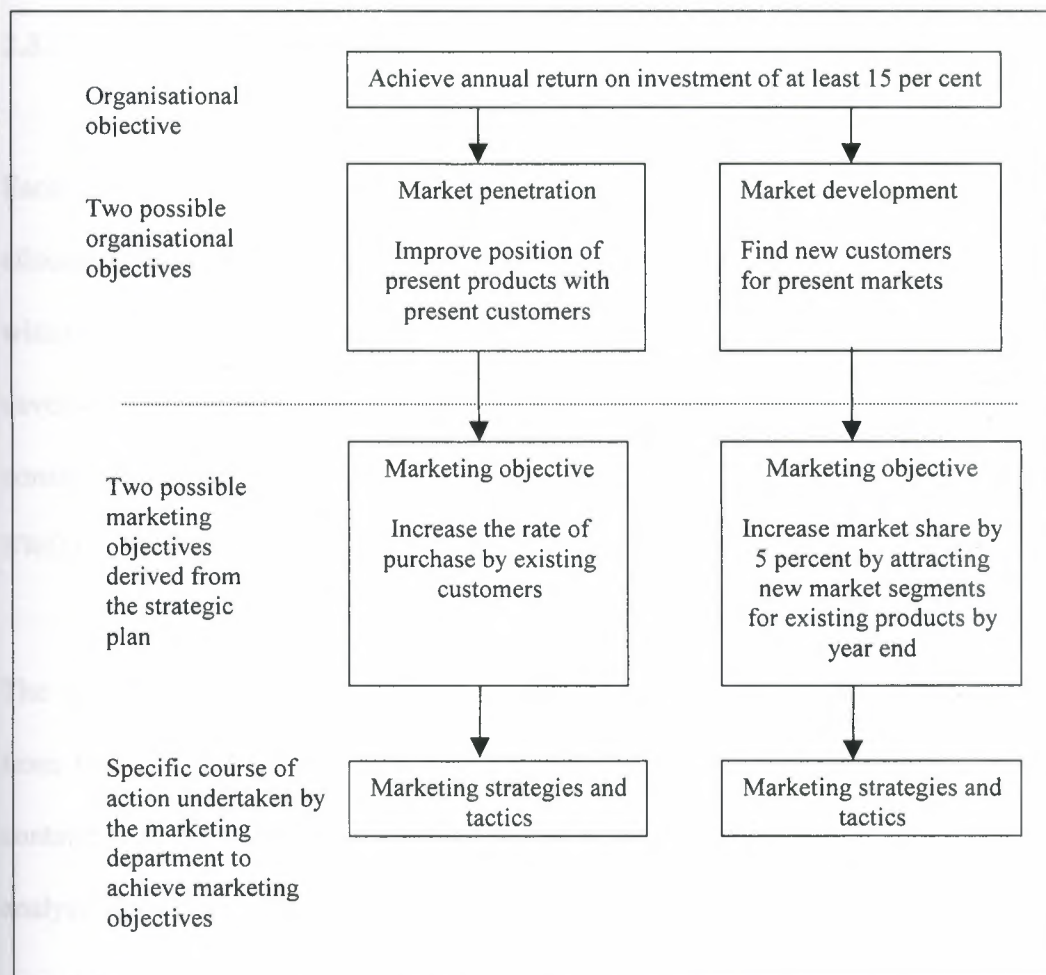 Achieve annual return on investment of at least 15 per cent
Organisational
objective
Two possible
organisational
objectives
Market penetration
Improve position of
present products with
present customers
Market development
Find new customers
for present markets
Two possible
marketing
objectives
derived from
the strategic
plan
Marketing objective
Increase the rate of
purchase by existing
customers
Marketing objective
Increase market share by
5 percent by attracting
new market segments
for existing products by
year end
Specific course of
action undertaken by
the marketing
department to
achieve marketing
objectives
Marketing strategies and
tactics
Marketing strategies and
tactics
The